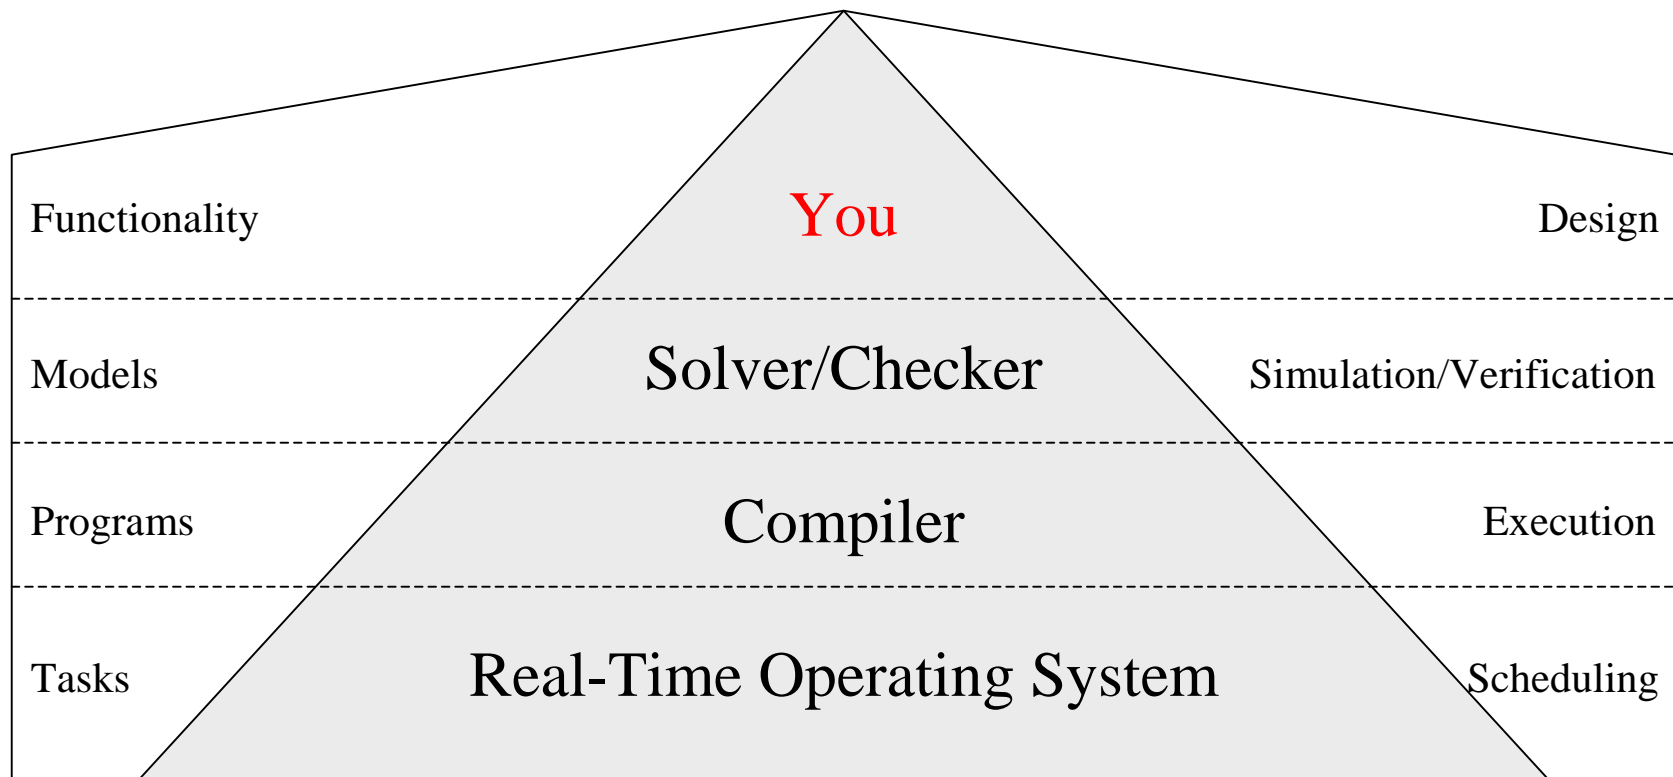 Functionality
You
Design
Models
Solver/Checker
Simulation/Verification
Programs
Compiler
Execution
Tasks
Real-Time Operating System
Scheduling